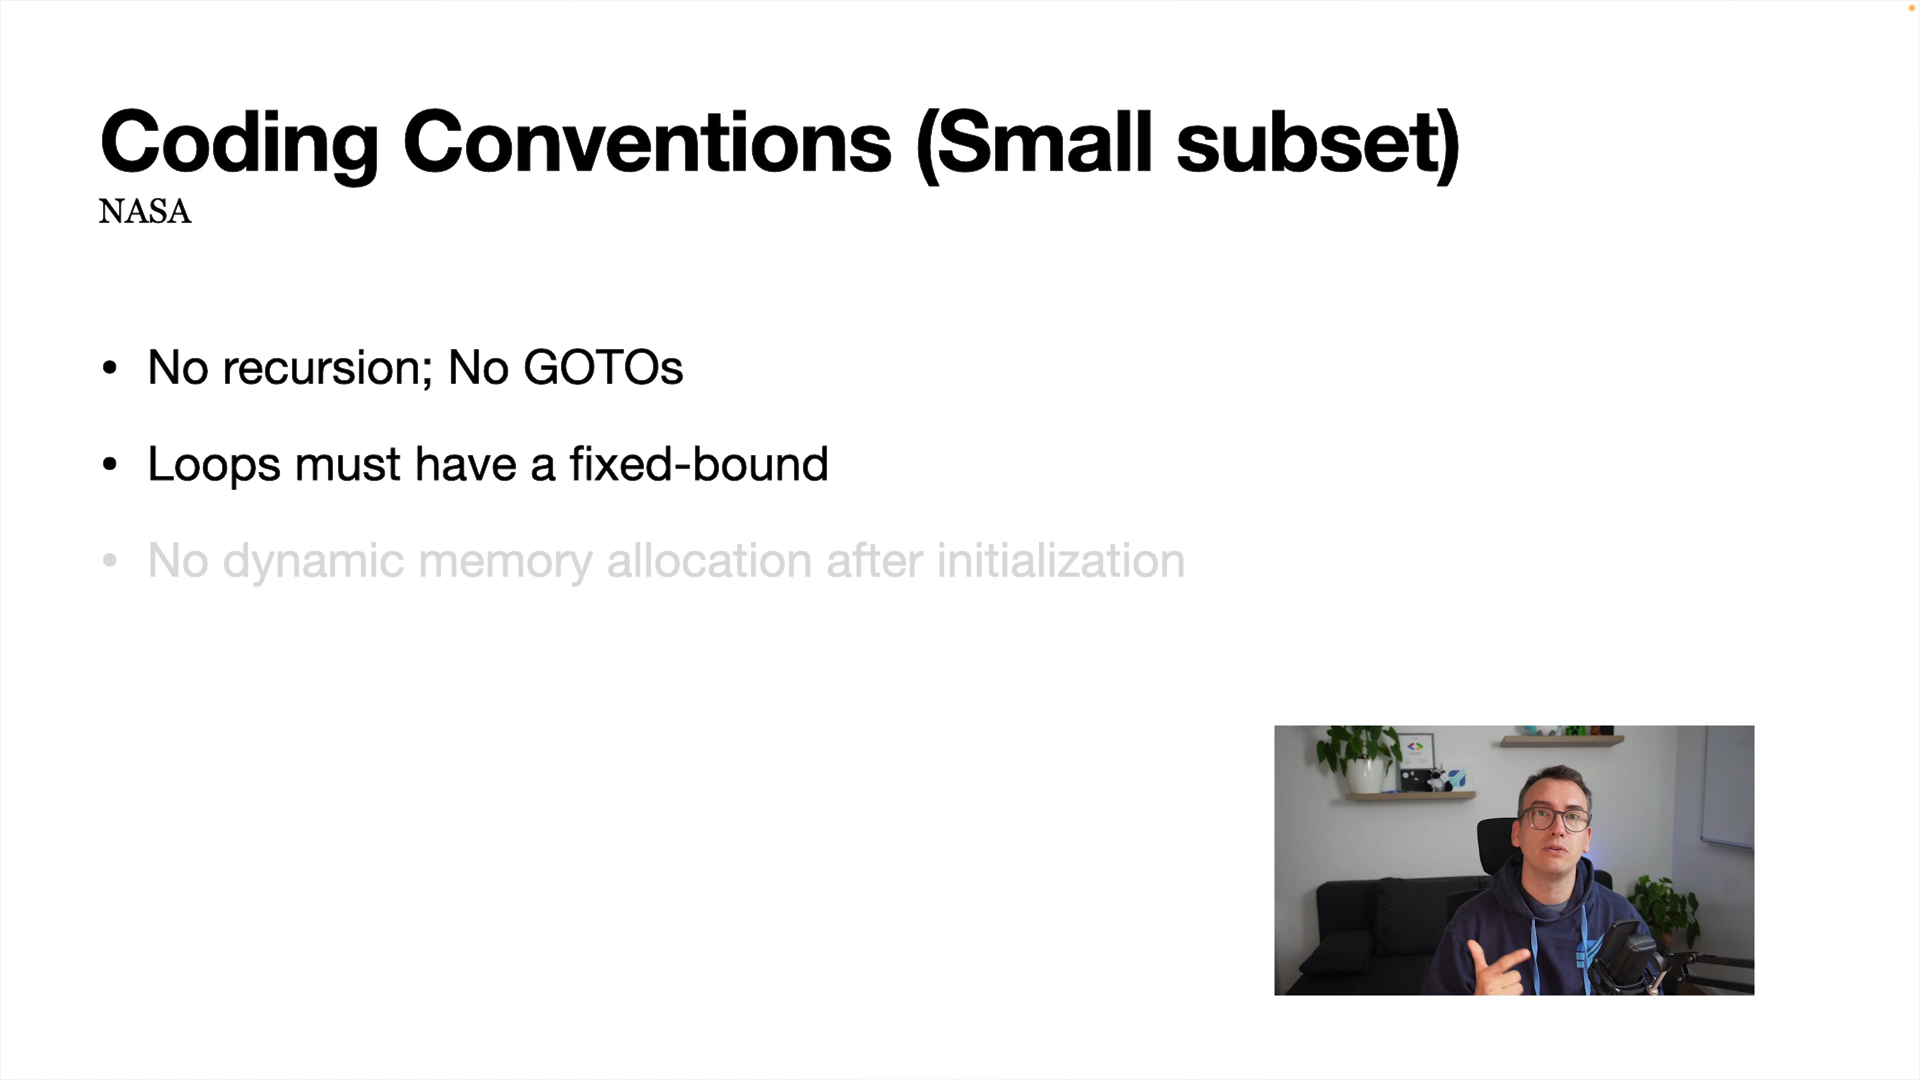 Coding Conventions (Small subset)
NASA
• No recursion; No GOTOs
• Loops must have a fixed-bound
• No dynamic memory allocation after initialization